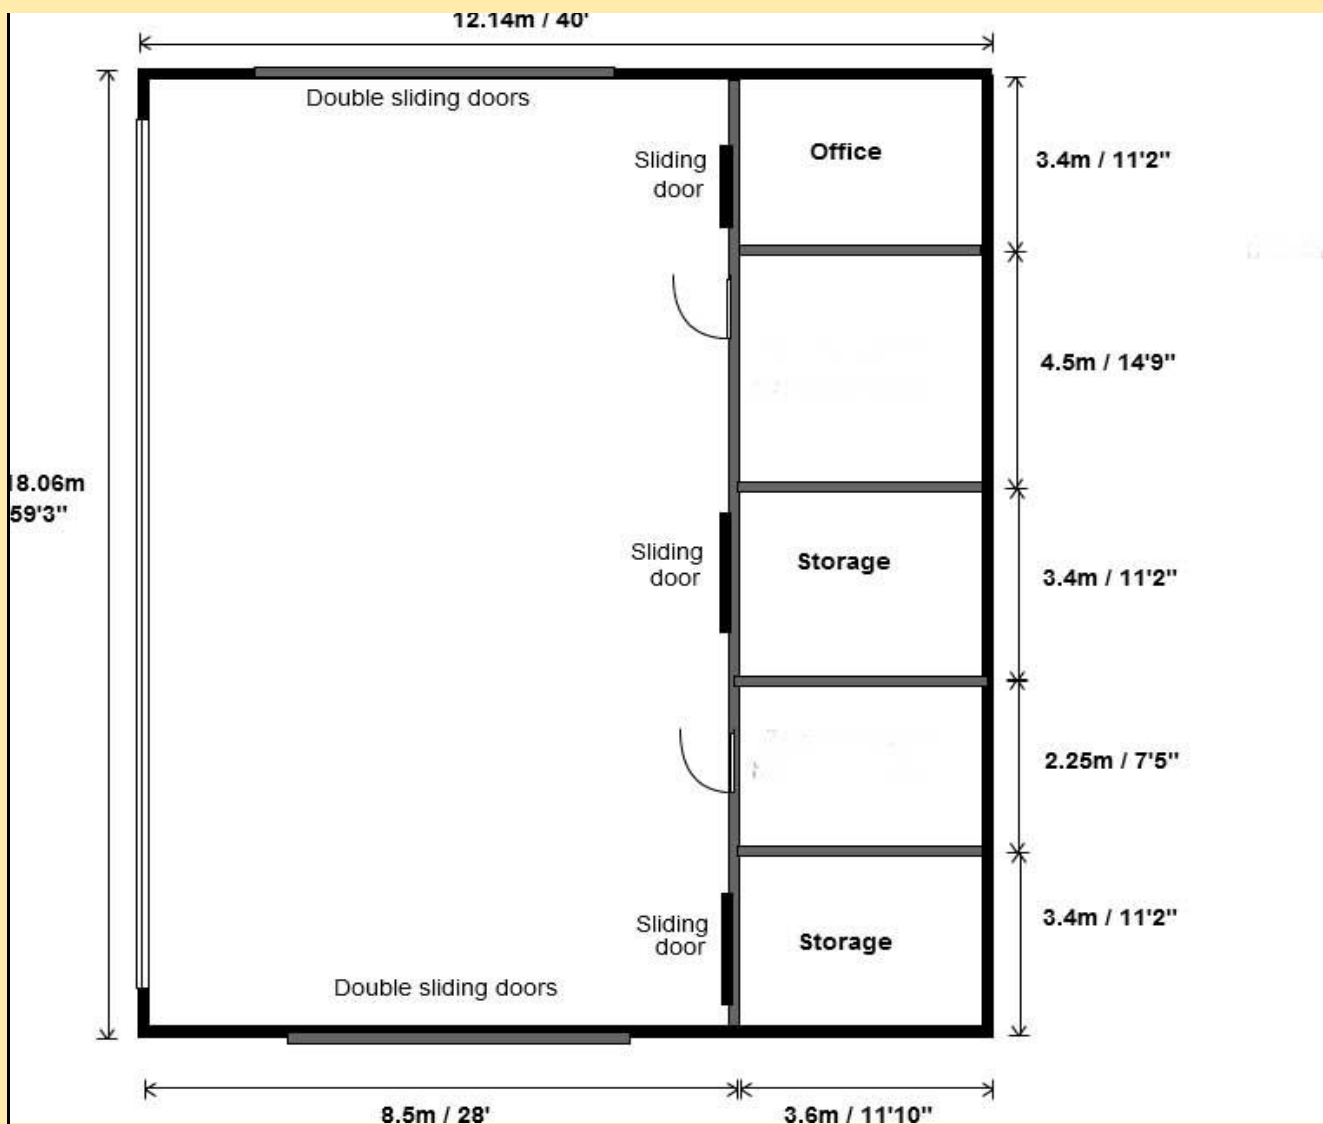 12.14m / 40'
Double sliding doors
Sliding
door
Office
3.4m / 11'2"
4.5m / 14'9"
18.06m
59'3"
Sliding
door
Storage
3.4m / 11'2"
2.25m / 7'5"
Sliding
door
Storage
3.4m / 11'2"
Double sliding doors
8.5m / 28'
3.6m / 11'10"